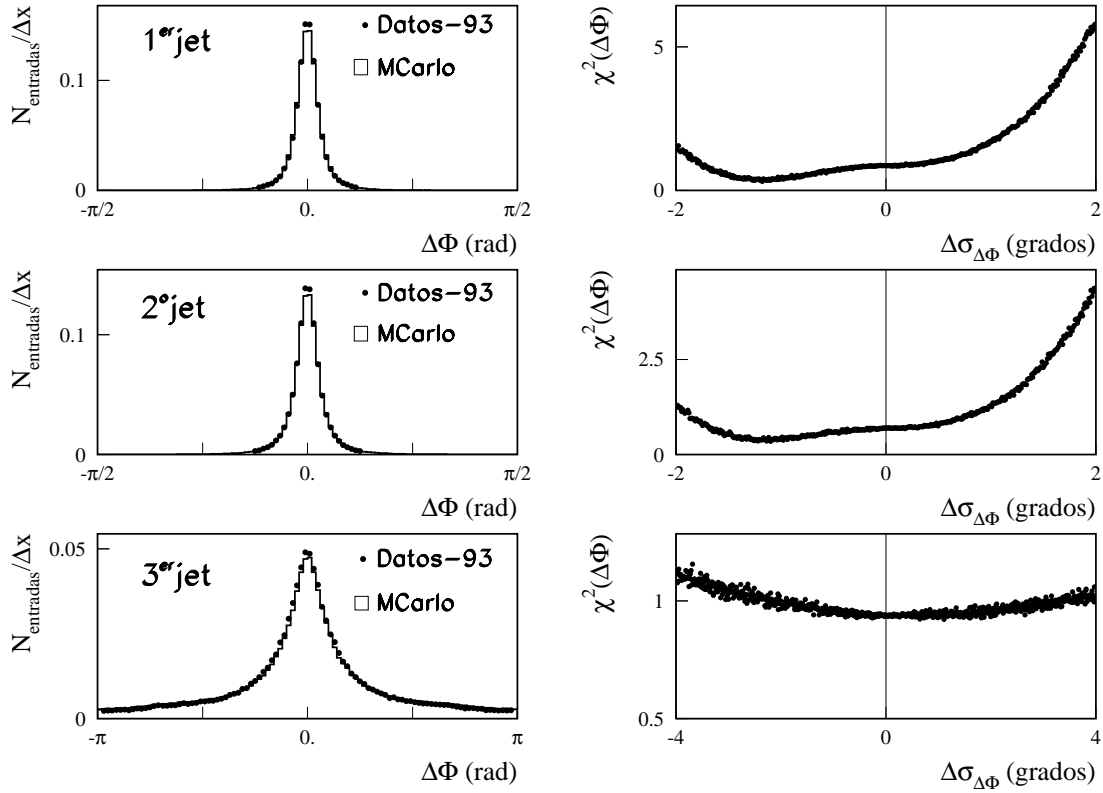 N_entradas/Δx
1^er jet
Datos-93
MCarlo
0.1
0
-π/2
0.
π/2
ΔΦ (rad)
χ²(ΔΦ)
5
0
-2
0
2
Δσ_ΔΦ (grados)
N_entradas/Δx
2º jet
Datos-93
MCarlo
0.1
0
-π/2
0.
π/2
ΔΦ (rad)
χ²(ΔΦ)
2.5
0
-2
0
2
Δσ_ΔΦ (grados)
N_entradas/Δx
3^er jet
Datos-93
MCarlo
0.05
0
-π
0.
π
ΔΦ (rad)
χ²(ΔΦ)
1
0.5
-4
0
4
Δσ_ΔΦ (grados)